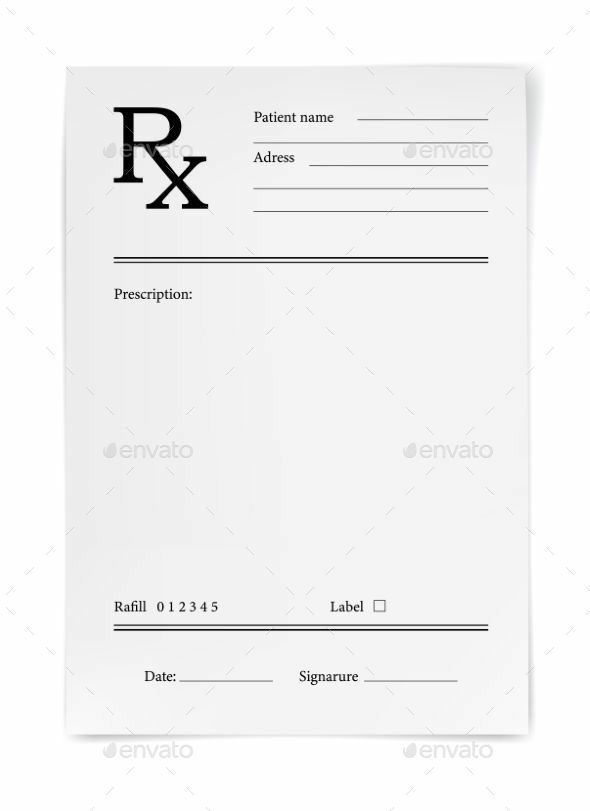 Rx
Patient name
Adress
Prescription:
Rafill 0 1 2 3 4 5
Label
Date:
Signarure
envato
envato
envato
envato
envato
envato